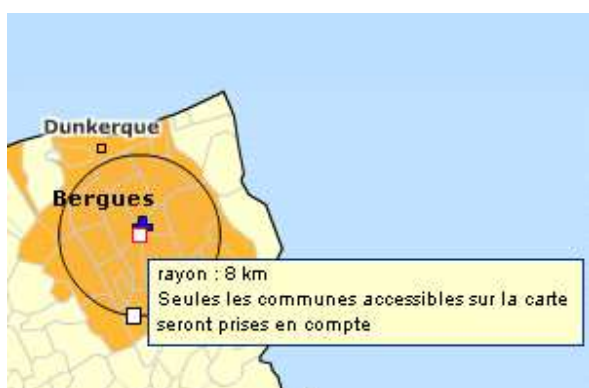 Dunkerque
Bergues
rayon : 8 km
Seules les communes accessibles sur la carte
seront prises en compte